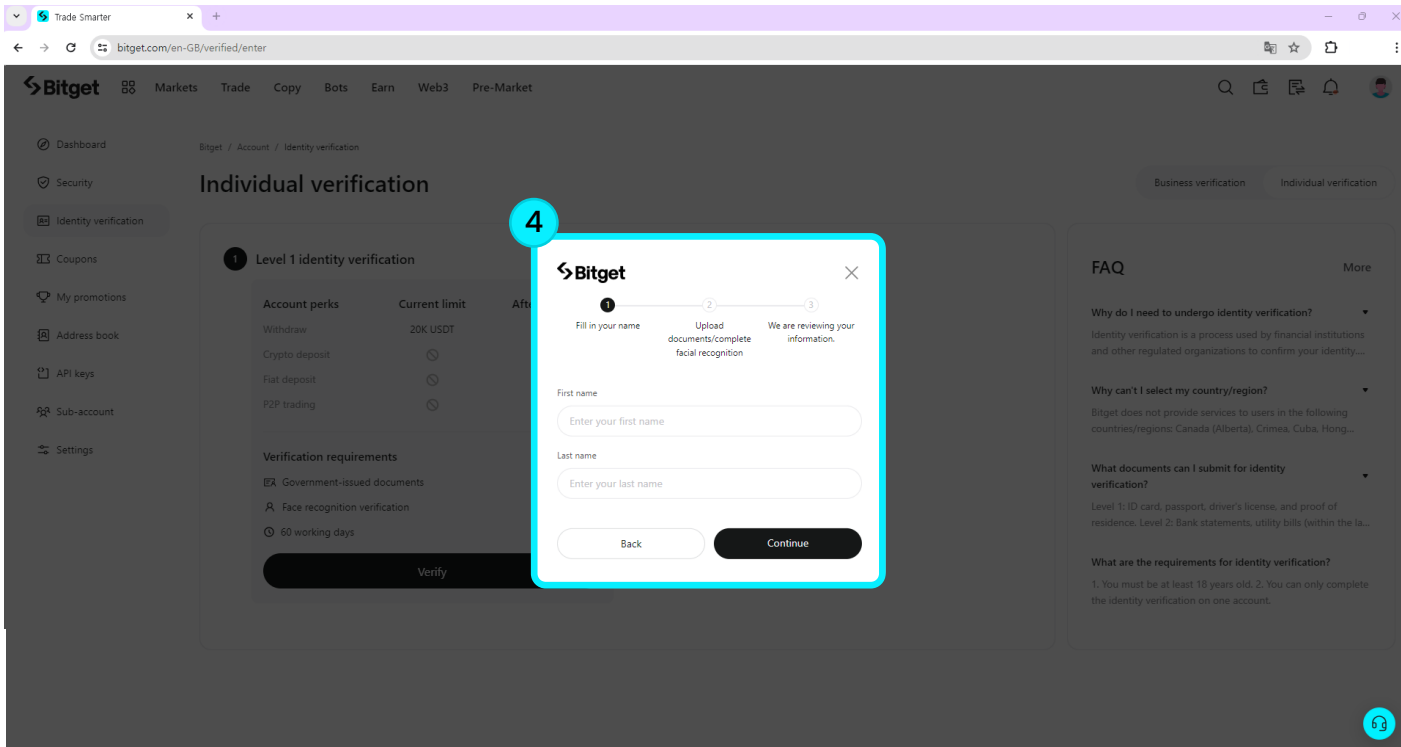 Trade Smarter
bitget.com/en-GB/verified/enter
Bitget
Markets Trade Copy Bots Earn Web3 Pre-Market
Dashboard
Security
Identity verification
Coupons
My promotions
Address book
API keys
Sub-account
Settings
Bitget / Account / Identity verification
Individual verification
Business verification Individual verification
1 Level 1 identity verification
Account perks Current limit
Withdraw 20K USDT
Crypto deposit
Fiat deposit
P2P trading
Verification requirements
Government-issued documents
Face recognition verification
60 working days
Verify
4
Bitget
1 2 3
Fill in your name
Upload
documents/complete
facial recognition
We are reviewing your
information.
First name
Enter your first name
Last name
Enter your last name
Back Continue
FAQ More
Why do I need to undergo identity verification?
Identity verification is a process used by financial institutions
and other regulated organizations to confirm your identity....
Why can't I select my country/region?
Bitget does not provide services to users in the following
countries/regions: Canada (Alberta), Crimea, Cuba, Hong...
What documents can I submit for identity
verification?
Level 1: ID card, passport, driver's license, and proof of
residence. Level 2: Bank statements, utility bills (within the la...
What are the requirements for identity verification?
1. You must be at least 18 years old. 2. You can only complete
the identity verification on one account.